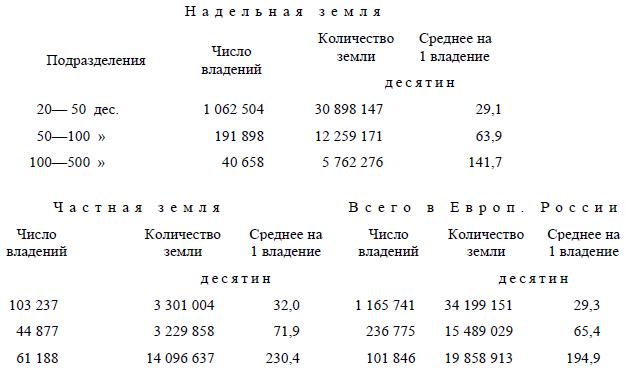 Надельная земля
Подразделения Число владений Количество земли Среднее на 1 владение
десятин
20— 50 дес. 1 062 504 30 898 147 29,1
50—100 » 191 898 12 259 171 63,9
100—500 » 40 658 5 762 276 141,7
Частная земля Всего в Европ. России
Число владений Количество земли Среднее на 1 владение Число владений Количество земли Среднее на 1 владение
десятин десятин
103 237 3 301 004 32,0 1 165 741 34 199 151 29,3
44 877 3 229 858 71,9 236 775 15 489 029 65,4
61 188 14 096 637 230,4 101 846 19 858 913 194,9